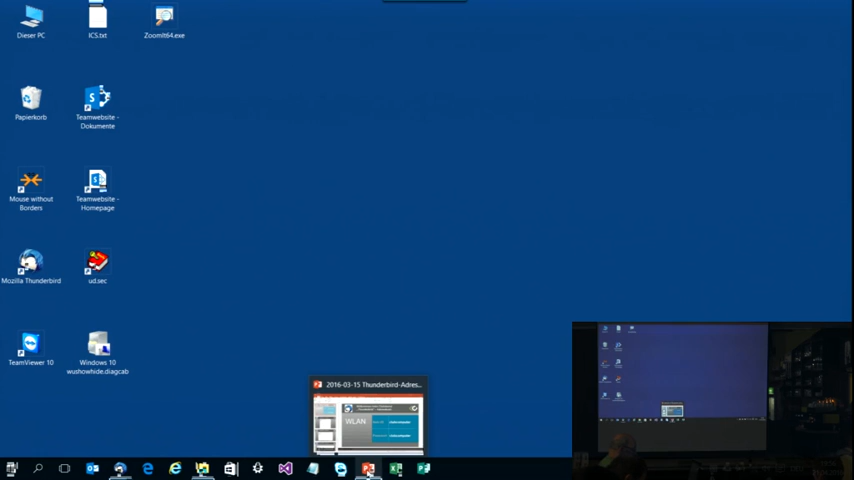 Dieser PC
ICS.txt
ZoomIt64.exe
Papierkorb
Teamwebsite -
Dokumente
Mouse without
Borders
Teamwebsite -
Homepage
Mozilla Thunderbird
ud.sec
TeamViewer 10
Windows 10
wushowhide.diagcab
2016-03-15 Thunderbird-Adres...
WLAN